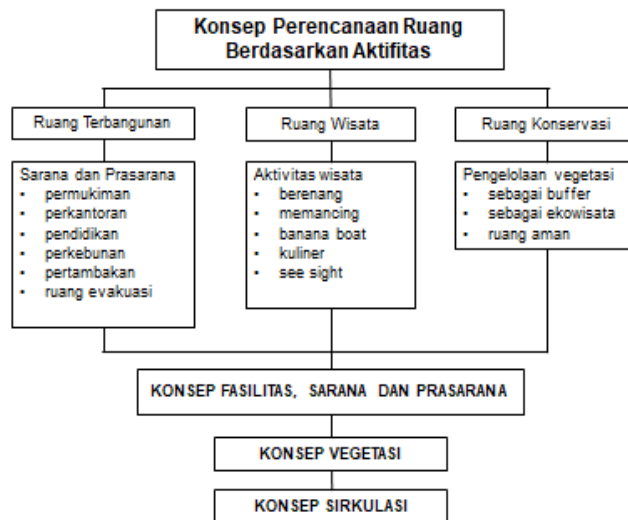 Konsep Perencanaan Ruang
Berdasarkan Aktifitas
Ruang Terbangunan
Ruang Wisata
Ruang Konservasi
Sarana dan Prasarana
▪ permukiman
▪ perkantoran
▪ pendidikan
▪ perkebunan
▪ pertambakan
▪ ruang evakuasi
Aktivitas wisata
▪ berenang
▪ memancing
▪ banana boat
▪ kuliner
▪ see sight
Pengelolaan vegetasi
▪ sebagai buffer
▪ sebagai ekowisata
▪ ruang aman
KONSEP FASILITAS, SARANA DAN PRASARANA
KONSEP VEGETASI
KONSEP SIRKULASI